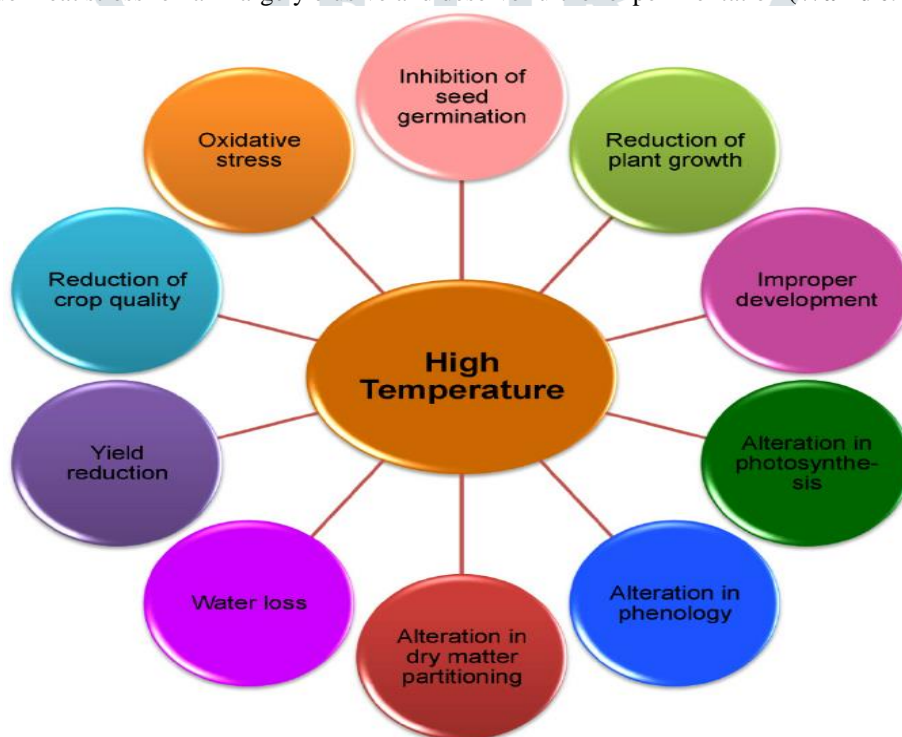 Inhibition of
seed
germination
Reduction of
plant growth
Improper
development
Alteration in
photosynthe-
sis
Alteration in
phenology
Alteration in
dry matter
partitioning
Water loss
Yield
reduction
Reduction of
crop quality
Oxidative
stress
High
Temperature